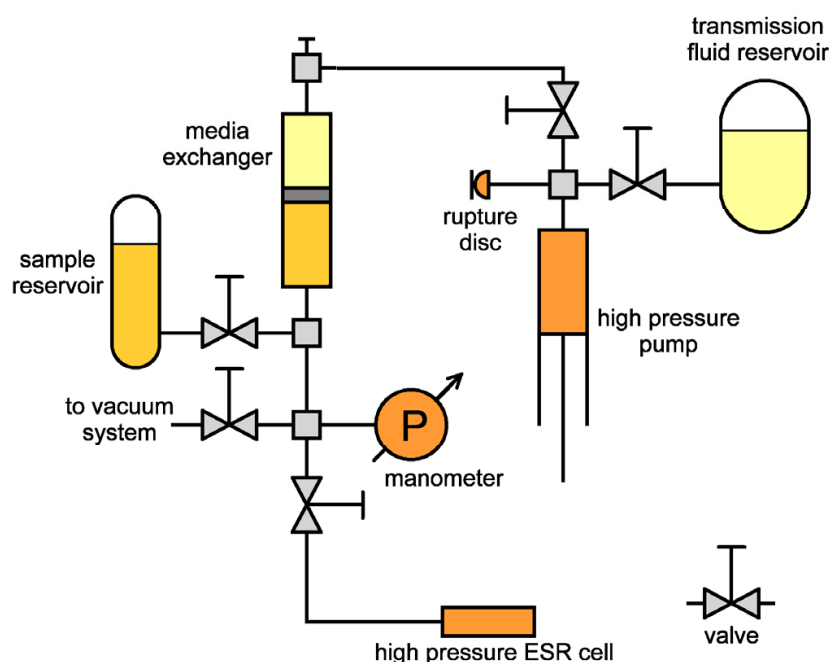 transmission
fluid reservoir
media
exchanger
rupture
disc
sample
reservoir
high pressure
pump
to vacuum
system
P
manometer
high pressure ESR cell
valve